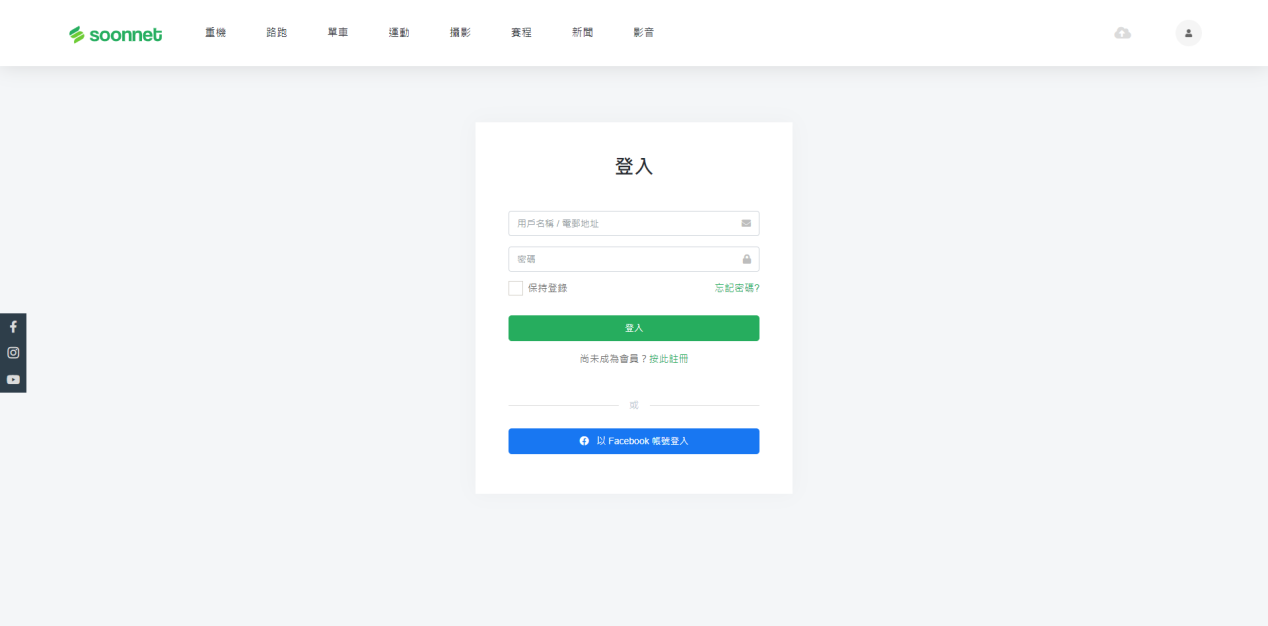 soonnet 重機 路跑 單車 運動 攝影 賽程 新聞 影音
登入
用戶名稱 / 電郵地址
密碼
保持登錄 忘記密碼?
登入
尚未成為會員？按此註冊
或
以 Facebook 帳號登入